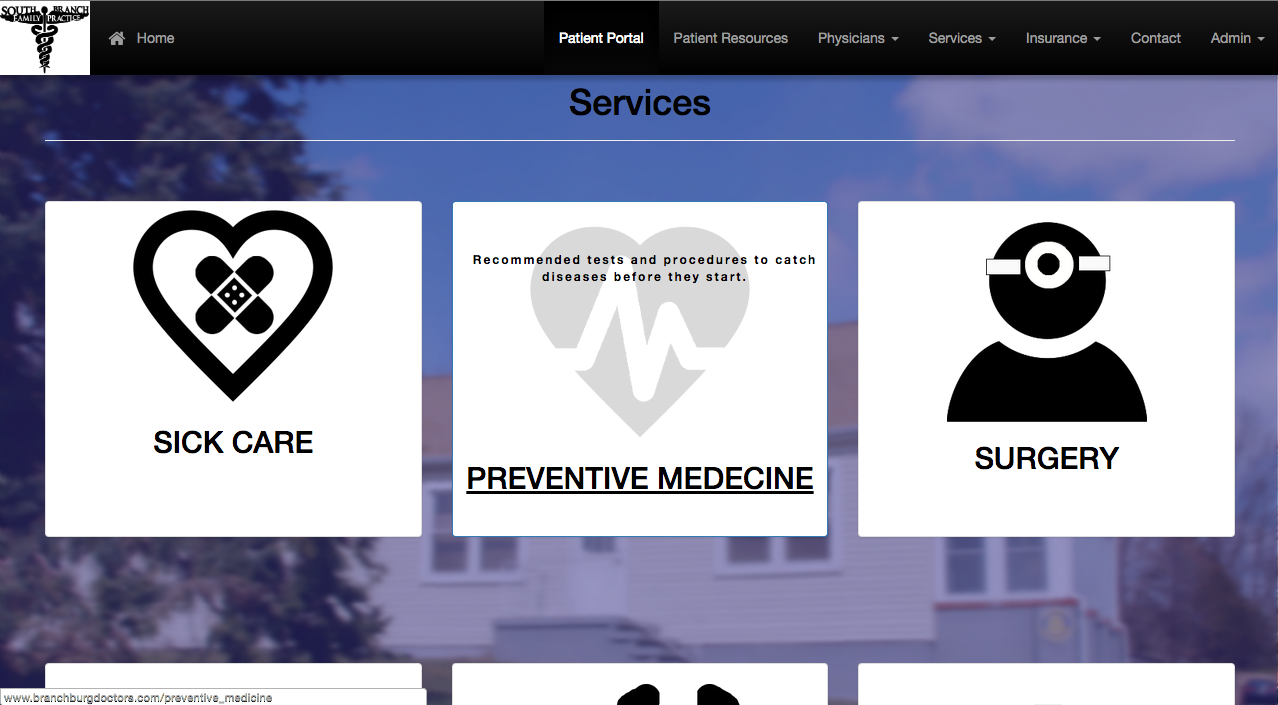 SOUTH BRANCH
FAMILY PRACTICE
Home
Patient Portal
Patient Resources
Physicians
Services
Insurance
Contact
Admin
Services
Recommended tests and procedures to catch
diseases before they start.
SICK CARE
PREVENTIVE MEDECINE
SURGERY
www.branchburgdoctors.com/preventive_medicine